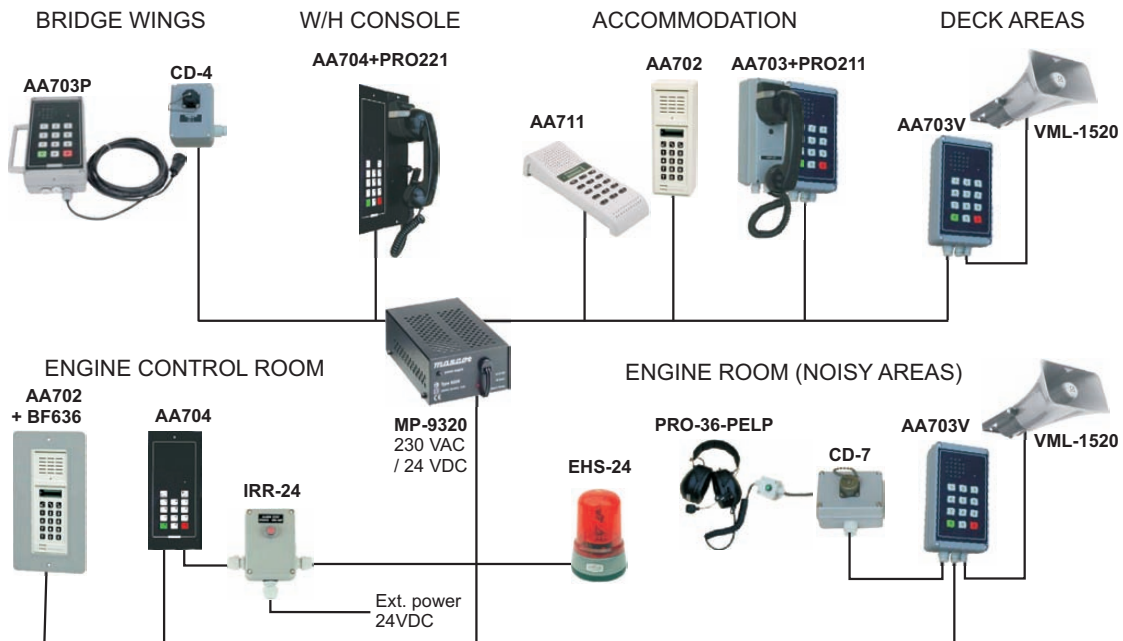 BRIDGE WINGS
W/H CONSOLE
ACCOMMODATION
DECK AREAS
AA703P
CD-4
AA704+PRO221
AA711
AA702
AA703+PRO211
AA703V
VML-1520
ENGINE CONTROL ROOM
AA702
+ BF636
AA704
IRR-24
Ext. power
24VDC
mascot
MP-9320
230 VAC
/ 24 VDC
EHS-24
ENGINE ROOM (NOISY AREAS)
PRO-36-PELP
CD-7
AA703V
VML-1520